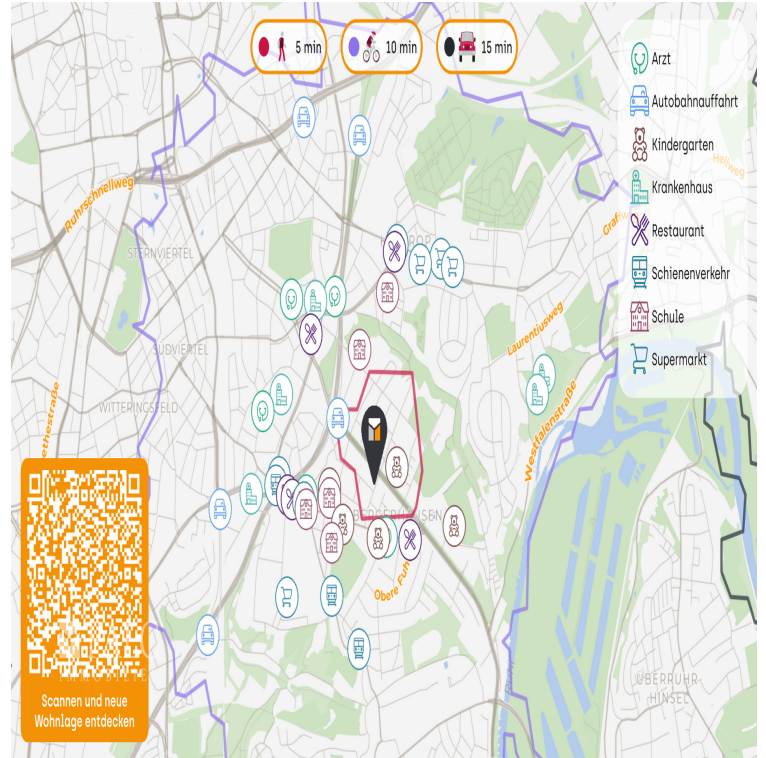 5 min
10 min
15 min
Arzt
Autobahnauffahrt
Kindergarten
Krankenhaus
Restaurant
Schienenverkehr
Schule
Supermarkt
Hellweg
Ruhrschnellweg
STERNVIERTEL
Laurentiusweg
SÜDVIERTEL
WITTERINGSFELD
Westfalenstraße
BERGERHAUSEN
Obere Fuhr
ÜBERRUHR-
HINSEL
Scannen und neue
Wohnlage entdecken